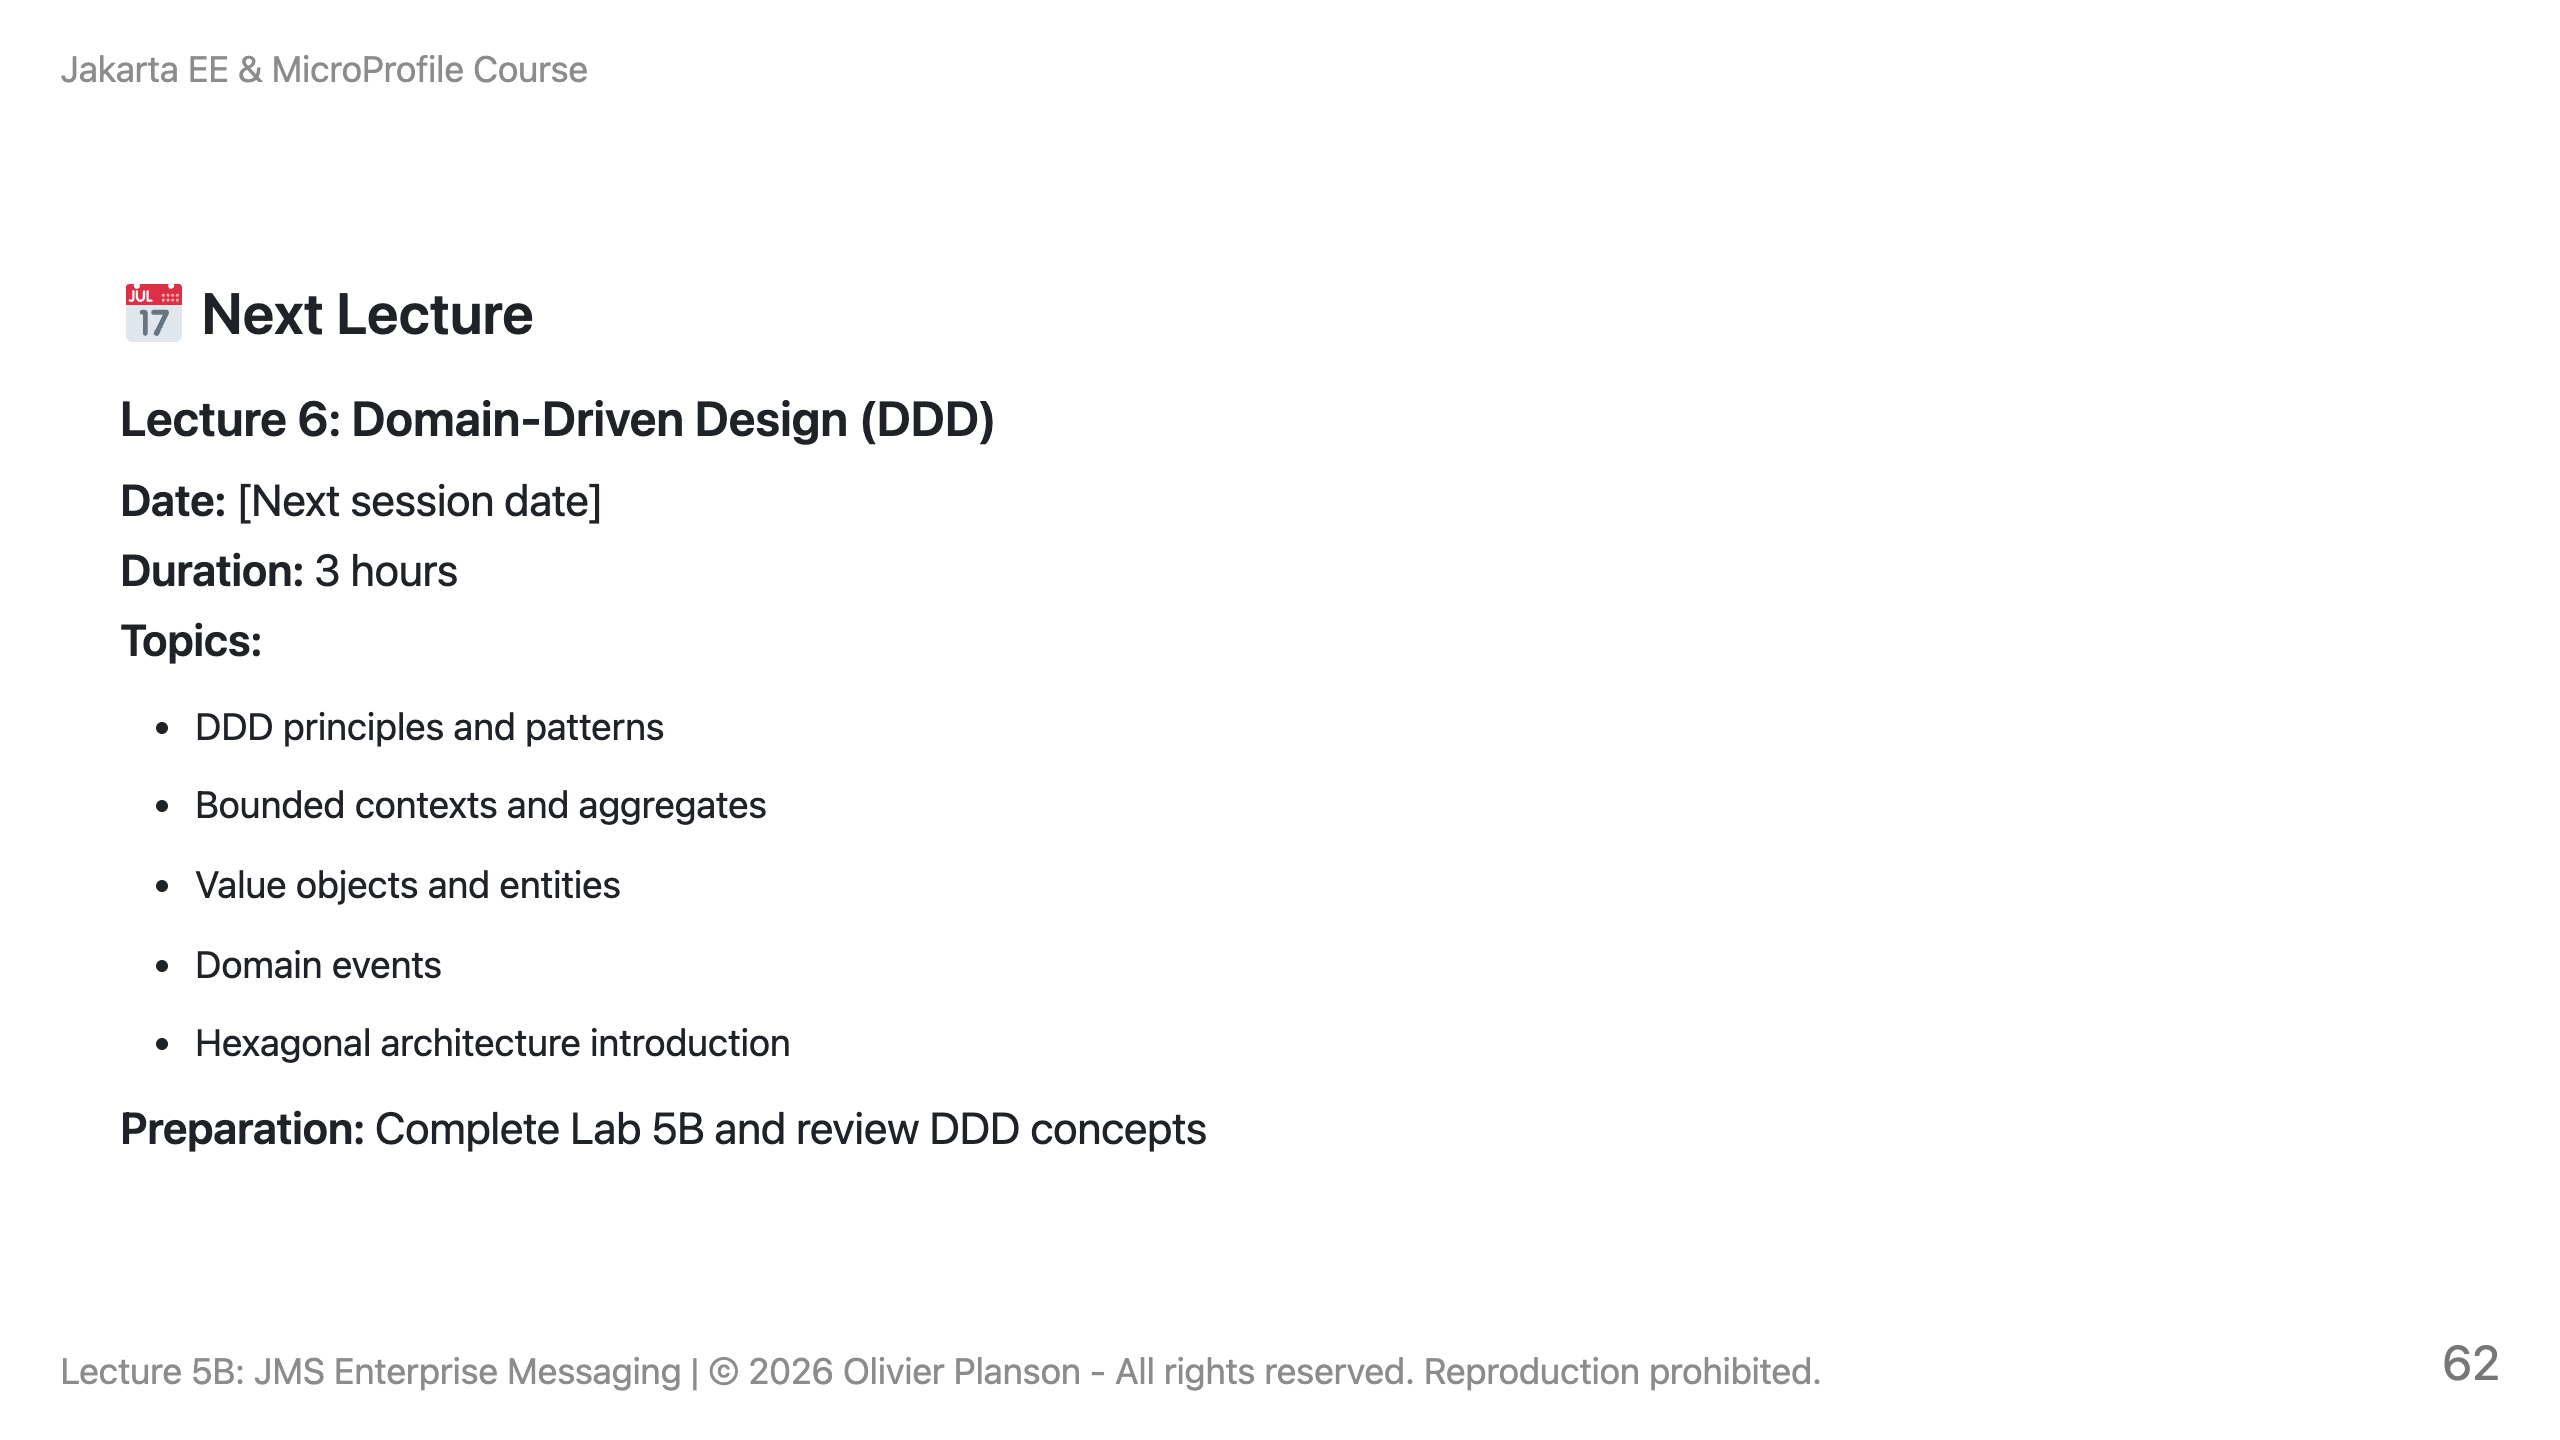 Jakarta EE & MicroProfile Course
📅 Next Lecture
Lecture 6: Domain-Driven Design (DDD)
Date: [Next session date]
Duration: 3 hours
Topics:
• DDD principles and patterns
• Bounded contexts and aggregates
• Value objects and entities
• Domain events
• Hexagonal architecture introduction
Preparation: Complete Lab 5B and review DDD concepts
Lecture 5B: JMS Enterprise Messaging | © 2026 Olivier Planson - All rights reserved. Reproduction prohibited.
62